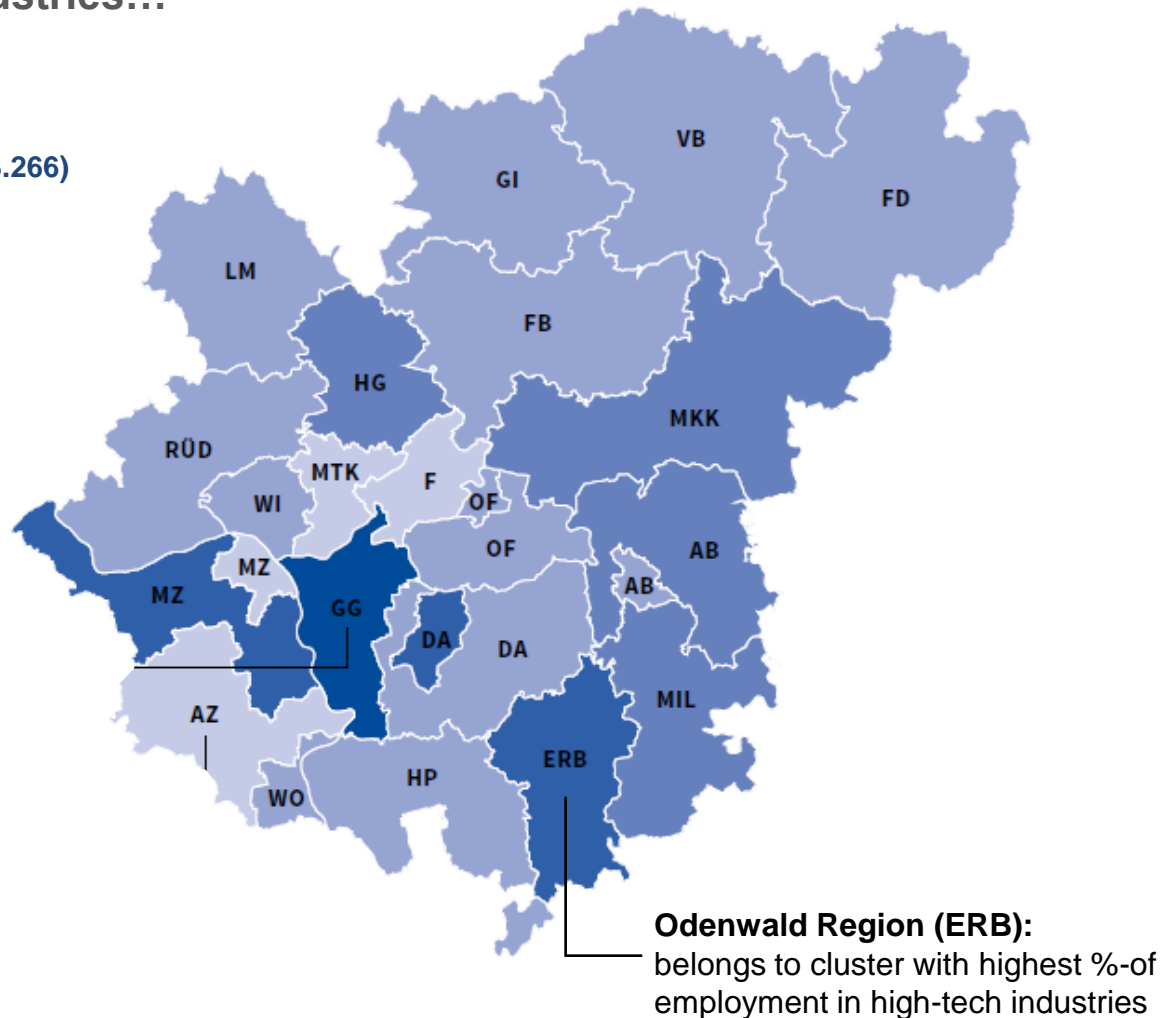 VB
GI
FD
LM
FB
HG
MKK
RÜD
MTK
F
OF
WI
OF
AB
MZ
AB
MZ
GG
DA
DA
MIL
AZ
ERB
HP
WO
Odenwald Region (ERB):
belongs to cluster with highest %-of
employment in high-tech industries